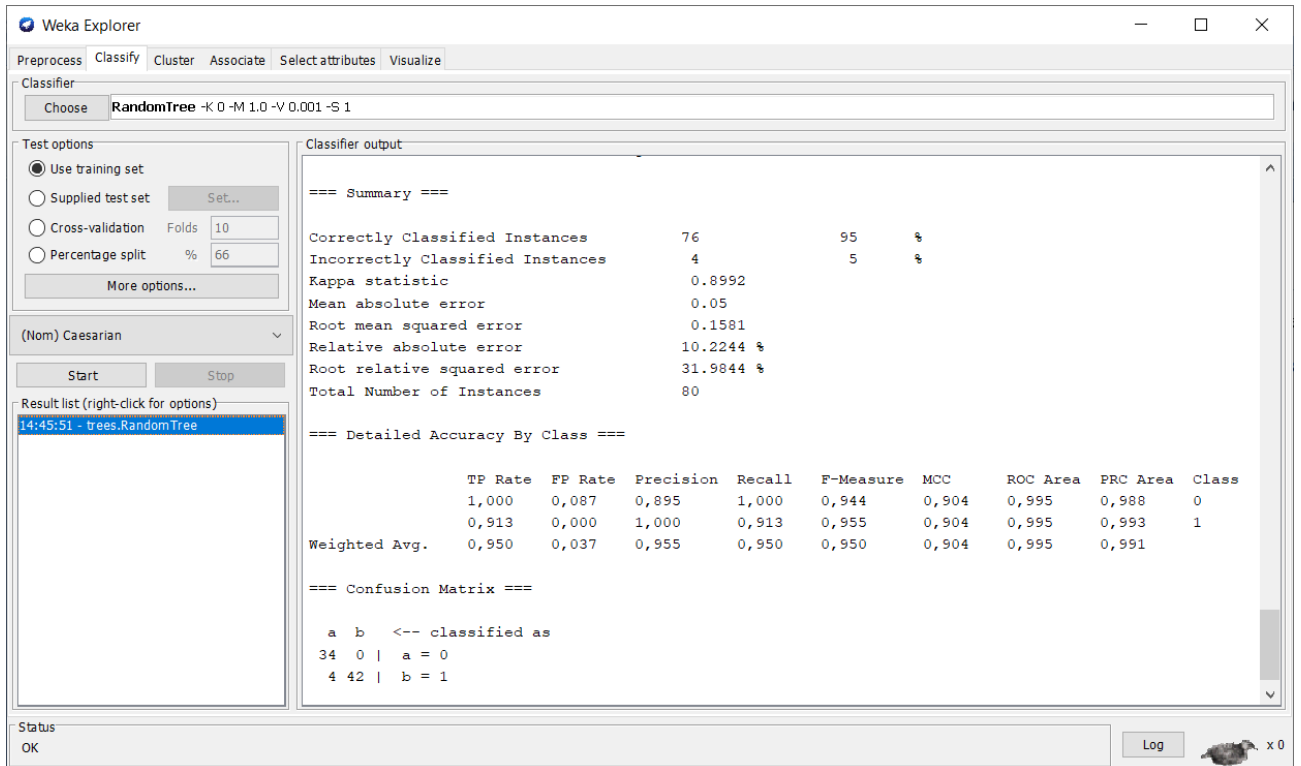 Weka Explorer
Preprocess Classify Cluster Associate Select attributes Visualize
Classifier
Choose RandomTree -K 0 -M 1.0 -V 0.001 -S 1
Test options
Use training set
Supplied test set Set...
Cross-validation Folds 10
Percentage split % 66
More options...
(Nom) Caesarian
Start Stop
Result list (right-click for options)
14:45:51 - trees.RandomTree
Classifier output
=== Summary ===
Correctly Classified Instances 76 95 %
Incorrectly Classified Instances 4 5 %
Kappa statistic 0.8992
Mean absolute error 0.05
Root mean squared error 0.1581
Relative absolute error 10.2244 %
Root relative squared error 31.9844 %
Total Number of Instances 80
=== Detailed Accuracy By Class ===
TP Rate FP Rate Precision Recall F-Measure MCC ROC Area PRC Area Class
1,000 0,087 0,895 1,000 0,944 0,904 0,995 0,988 0
0,913 0,000 1,000 0,913 0,955 0,904 0,995 0,993 1
Weighted Avg. 0,950 0,037 0,955 0,950 0,950 0,904 0,995 0,991
=== Confusion Matrix ===
a b <-- classified as
34 0 | a = 0
4 42 | b = 1
Status
OK
Log x 0